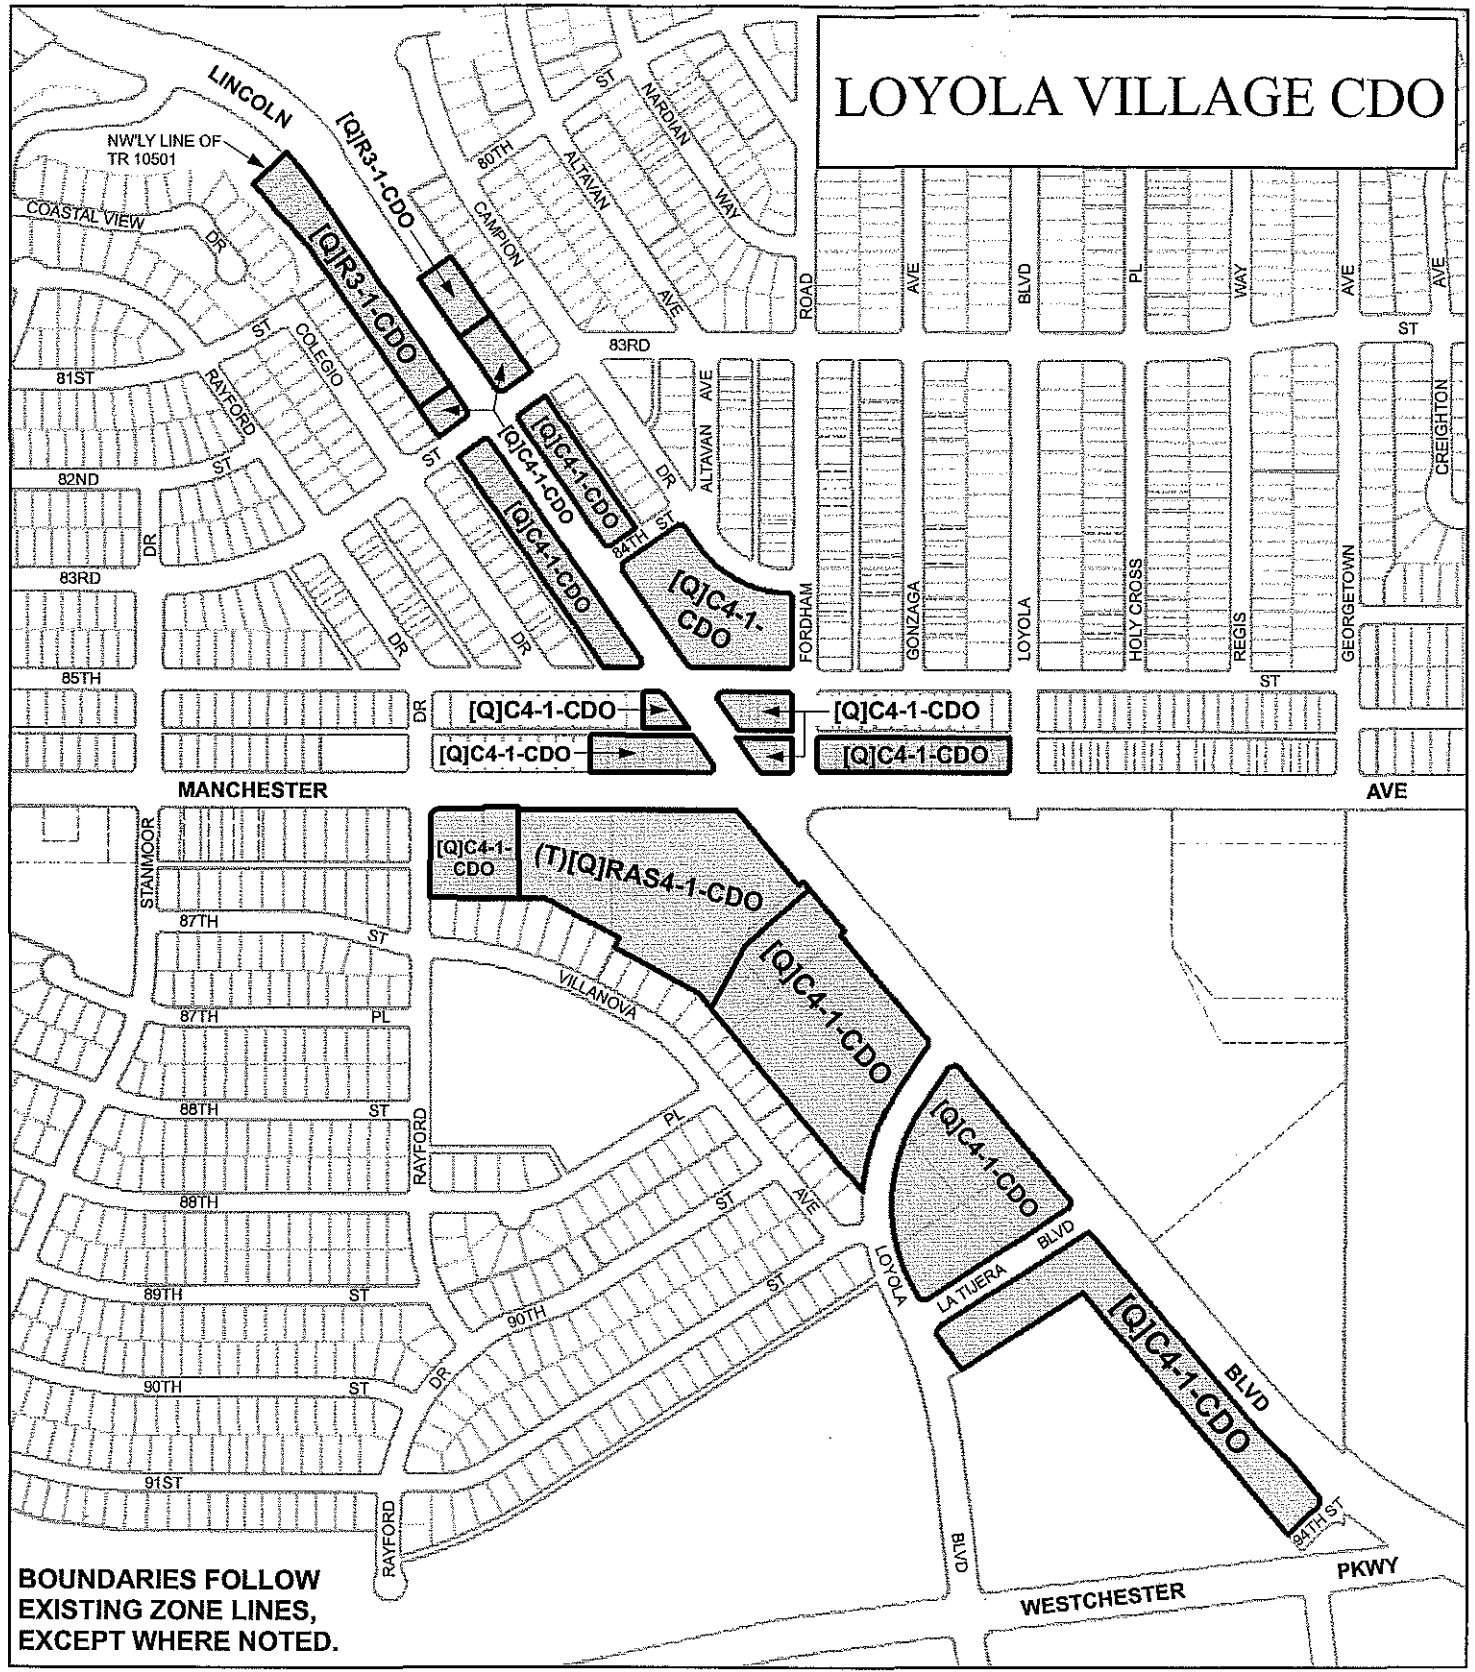 LOYOLA VILLAGE CDO
LINCOLN
NW'LY LINE OF
TR 10501
[Q]R3-1-CDO
80TH
ST
NARDIAN
WAY
ALTAVAN
AVE
CAMPION
COASTAL VIEW
DR
[Q]R3-1-CDO
ROAD
AVE
BLVD
PL
WAY
AVE
AVE
ST
83RD
ST
COLEGIO
81ST
RAYFORD
ALTAVAN AVE
CREIGHTON
[Q]C4-1-CDO
[Q]C4-1-CDO
[Q]C4-1-CDO
DR
ST
82ND
ST
84TH
ST
DR
83RD
[Q]C4-1-
CDO
FORDHAM
GONZAGA
LOYOLA
HOLY CROSS
REGIS
GEORGETOWN
DR
DR
85TH
ST
DR
[Q]C4-1-CDO
[Q]C4-1-CDO
[Q]C4-1-CDO
[Q]C4-1-CDO
MANCHESTER
AVE
STANMOOR
[Q]C4-1-
CDO
(T)[Q]RAS4-1-CDO
87TH
ST
VILLANOVA
[Q]C4-1-CDO
87TH
PL
88TH
ST
PL
RAYFORD
[Q]C4-1-CDO
88TH
ST
AVE
LOYOLA
BLVD
LA TIJERA
89TH
ST
90TH
ST
[Q]C4-1-CDO
BLVD
90TH
ST
DR
91ST
RAYFORD
94TH ST
BLVD
PKWY
WESTCHESTER
BOUNDARIES FOLLOW
EXISTING ZONE LINES,
EXCEPT WHERE NOTED.